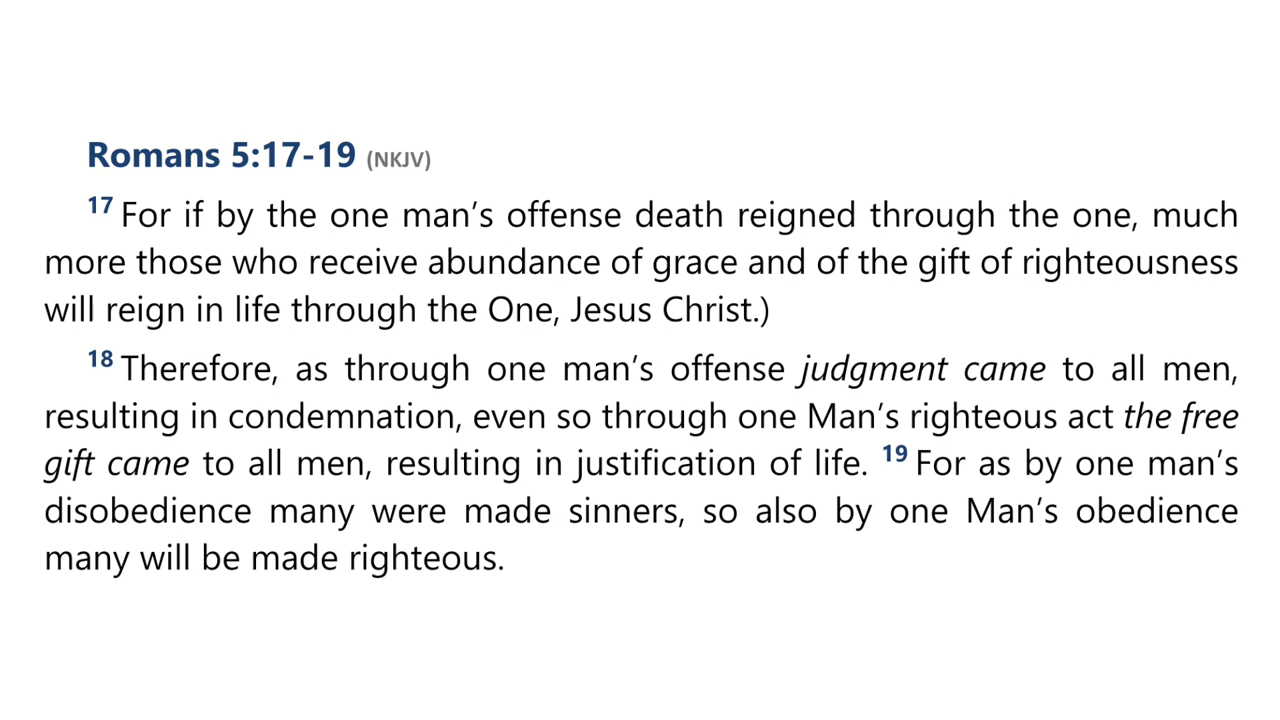 Romans 5:17-19 (NKJV)
17 For if by the one man’s offense death reigned through the one, much
more those who receive abundance of grace and of the gift of righteousness
will reign in life through the One, Jesus Christ.)
18 Therefore, as through one man’s offense judgment came to all men,
resulting in condemnation, even so through one Man’s righteous act the free
gift came to all men, resulting in justification of life. 19 For as by one man’s
disobedience many were made sinners, so also by one Man’s obedience
many will be made righteous.